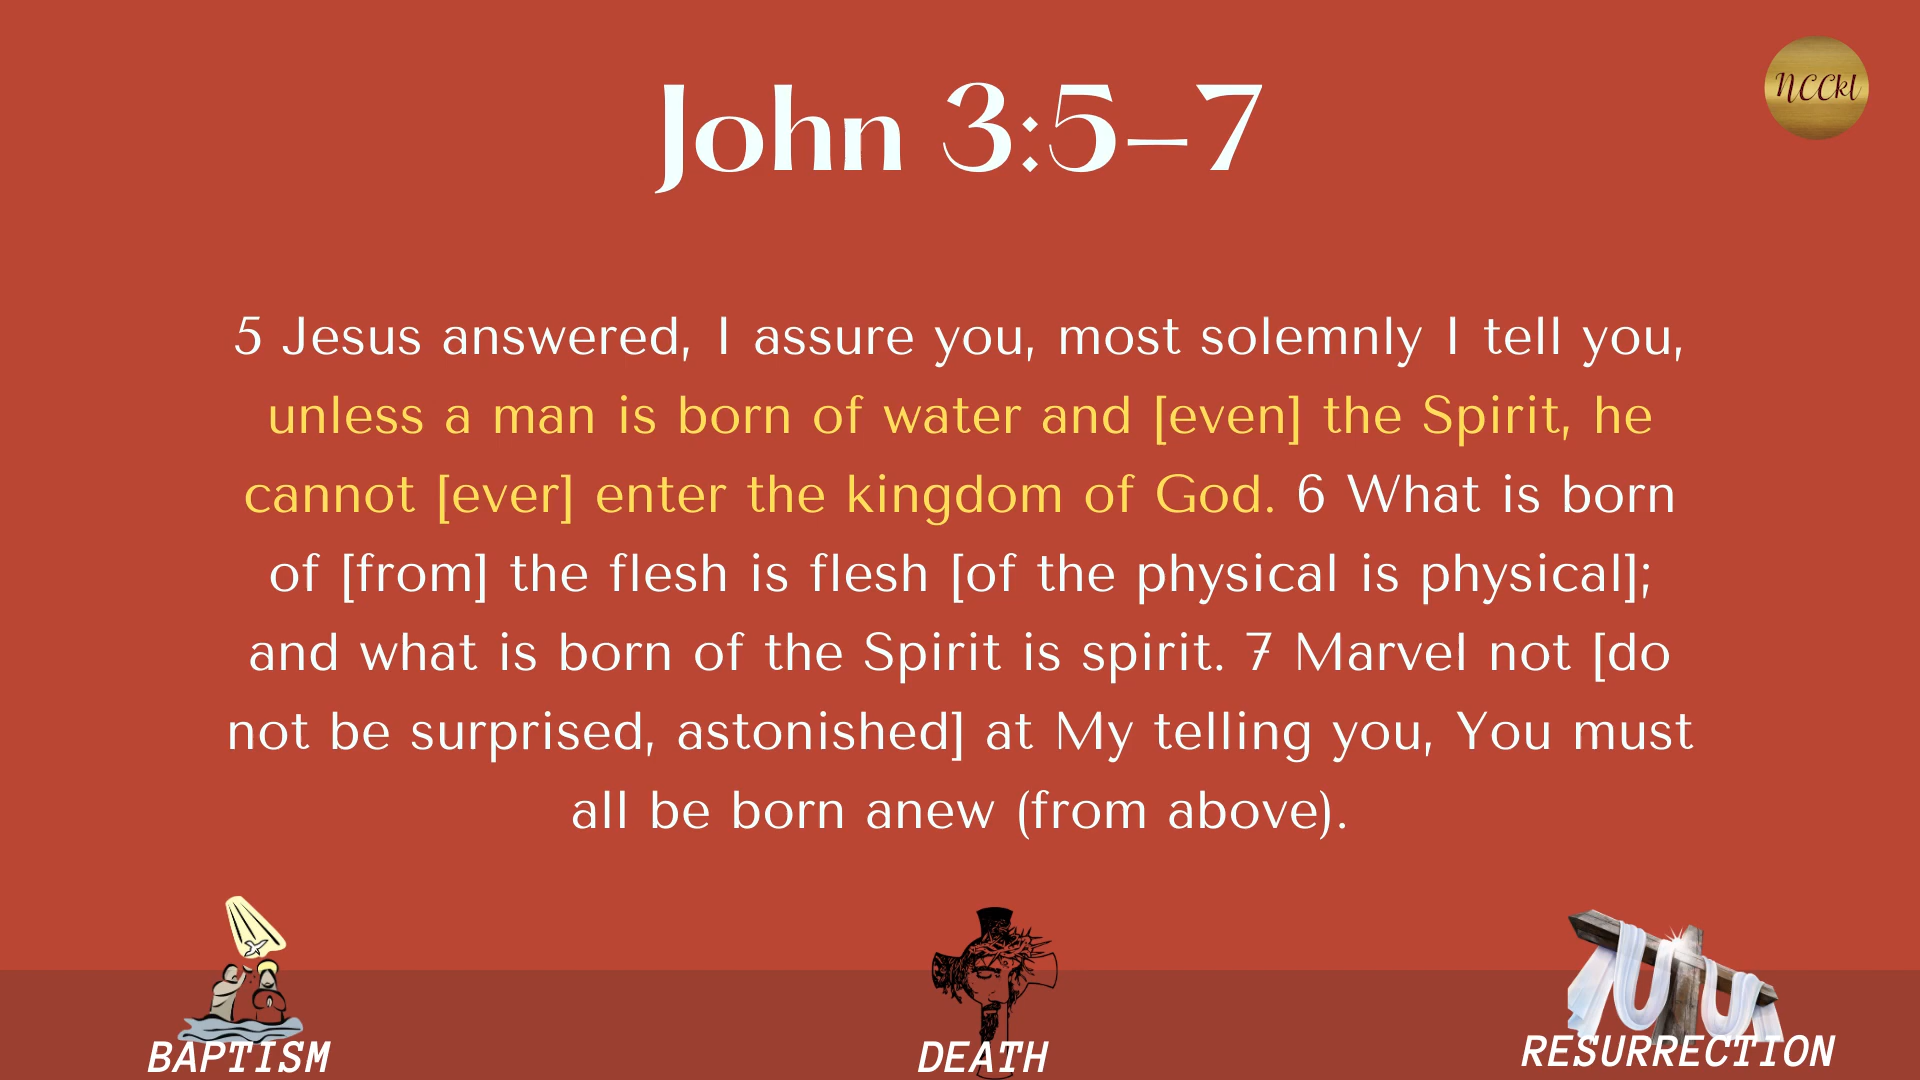 John 3:5–7
NCCkl
5 Jesus answered, I assure you, most solemnly I tell you,
unless a man is born of water and [even] the Spirit, he
cannot [ever] enter the kingdom of God. 6 What is born
of [from] the flesh is flesh [of the physical is physical];
and what is born of the Spirit is spirit. 7 Marvel not [do
not be surprised, astonished] at My telling you, You must
all be born anew (from above).
BAPTISM
DEATH
RESURRECTION